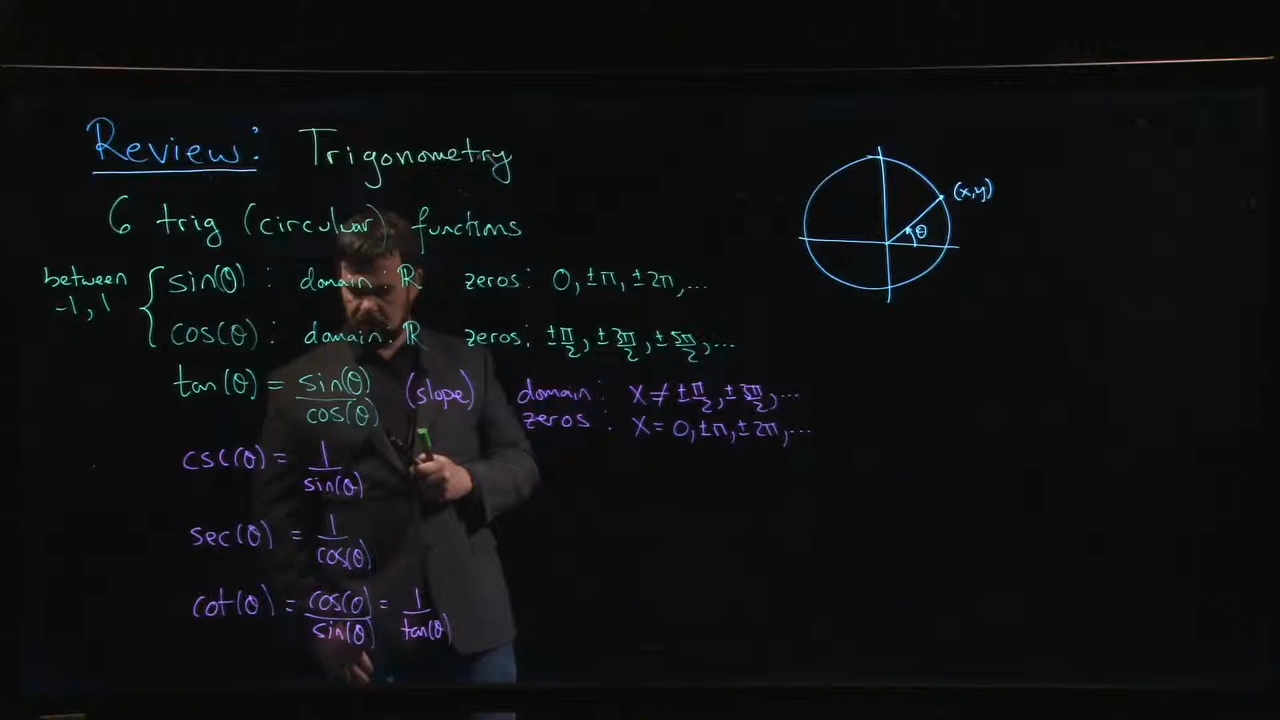 Review: Trigonometry
6 trig (circular) functions
between -1, 1
sin(θ) : domain: ℝ zeros: 0, ±π, ±2π, ...
cos(θ) : domain: ℝ zeros: ±π/2, ±3π/2, ±5π/2, ...
tan(θ) = sin(θ)/cos(θ) (slope) domain: x ≠ ±π/2, ±3π/2, ...
zeros: x = 0, ±π, ±2π, ...
csc(θ) = 1/sin(θ)
sec(θ) = 1/cos(θ)
cot(θ) = cos(θ)/sin(θ) = 1/tan(θ)
(x,y)
θ